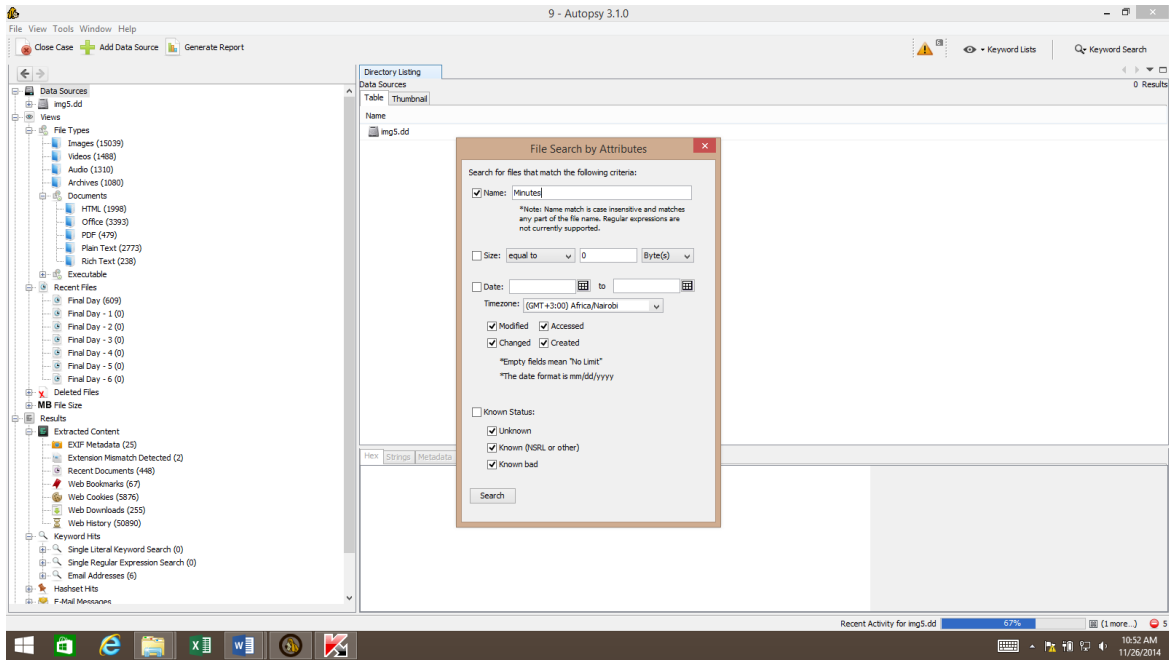 9 - Autopsy 3.1.0
File View Tools Window Help
Close Case Add Data Source Generate Report
Keyword Lists Keyword Search
Data Sources
img5.dd
Views
File Types
Images (15039)
Videos (1488)
Audio (1310)
Archives (1080)
Documents
HTML (1998)
Office (3393)
PDF (479)
Plain Text (2773)
Rich Text (238)
Executable
Recent Files
Final Day (609)
Final Day - 1 (0)
Final Day - 2 (0)
Final Day - 3 (0)
Final Day - 4 (0)
Final Day - 5 (0)
Final Day - 6 (0)
Deleted Files
MB File Size
Results
Extracted Content
EXIF Metadata (25)
Extension Mismatch Detected (2)
Recent Documents (448)
Web Bookmarks (67)
Web Cookies (5876)
Web Downloads (255)
Web History (50890)
Keyword Hits
Single Literal Keyword Search (0)
Single Regular Expression Search (0)
Email Addresses (6)
Hashset Hits
E-Mail Messages
Directory Listing
Data Sources
0 Results
Table Thumbnail
Name
img5.dd
File Search by Attributes
Search for files that match the following criteria:
Name: Minutes
*Note: Name match is case insensitive and matches
any part of the file name. Regular expressions are
not currently supported.
Size: equal to 0 Byte(s)
Date: to
Timezone: (GMT+3:00) Africa/Nairobi
Modified Accessed
Changed Created
*Empty fields mean "No Limit"
*The date format is mm/dd/yyyy
Known Status:
Unknown
Known (NSRL or other)
Known bad
Search
Hex Strings Metadata
Recent Activity for img5.dd 67% (1 more...) 5
10:52 AM
11/26/2014